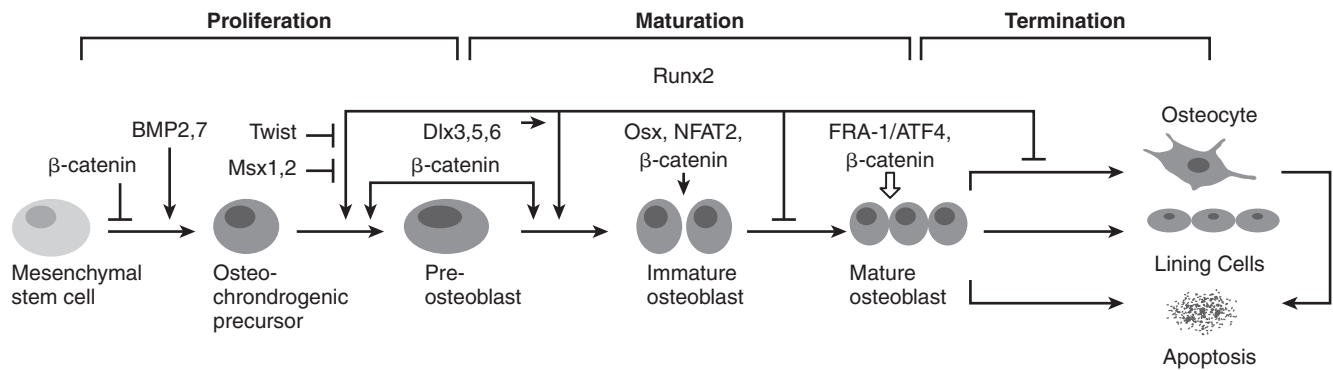 Proliferation
Maturation
Termination
Runx2
BMP2,7
Twist
Dlx3,5,6
Osx, NFAT2,
FRA-1/ATF4,
Osteocyte
β-catenin
Msx1,2
β-catenin
β-catenin
β-catenin
Mesenchymal
stem cell
Osteo-
chrondrogenic
precursor
Pre-
osteoblast
Immature
osteoblast
Mature
osteoblast
Lining Cells
Apoptosis